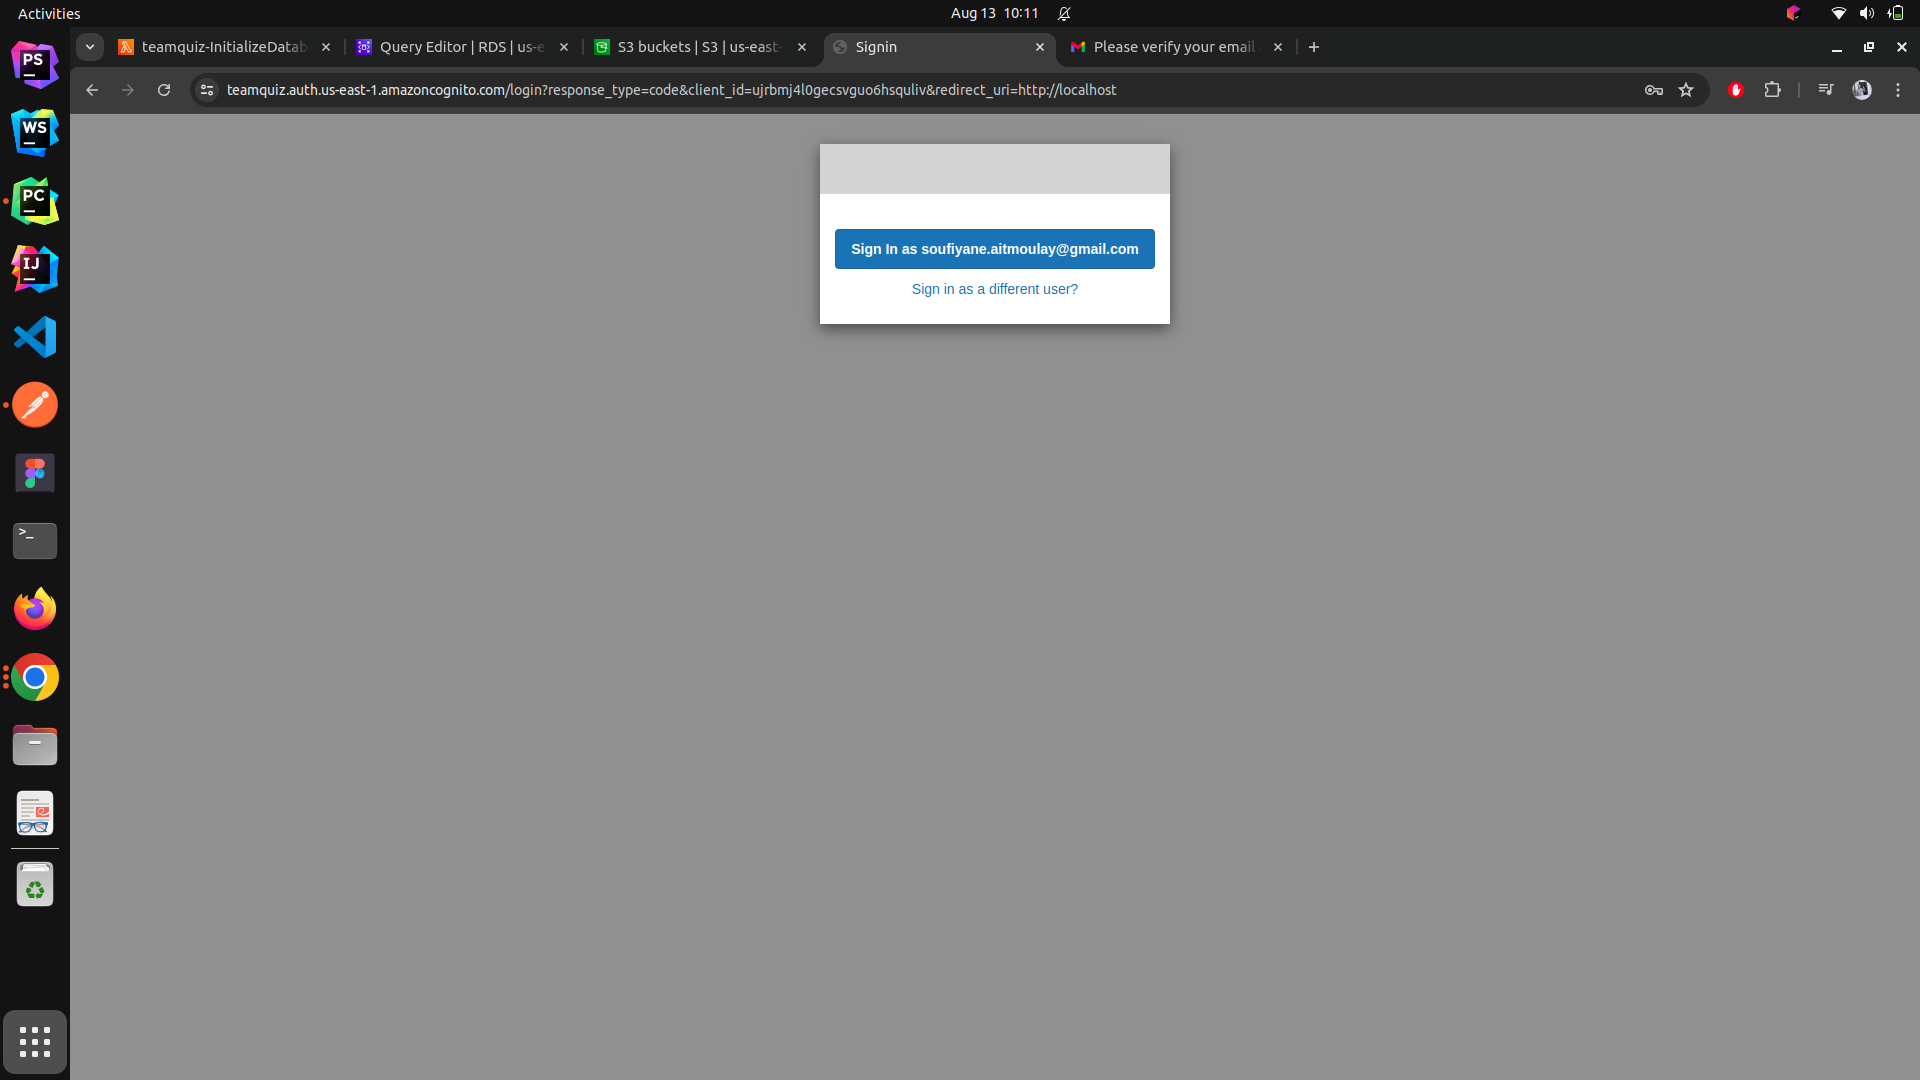 Activities
Aug 13 10:11
teamquiz-InitializeDatab
Query Editor | RDS | us-e
S3 buckets | S3 | us-east-
Signin
Please verify your email
teamquiz.auth.us-east-1.amazoncognito.com/login?response_type=code&client_id=ujrbmj4l0gecsvguo6hsquliv&redirect_uri=http://localhost
Sign In as soufiyane.aitmoulay@gmail.com
Sign in as a different user?
PS
WS
PC
IJ
>_